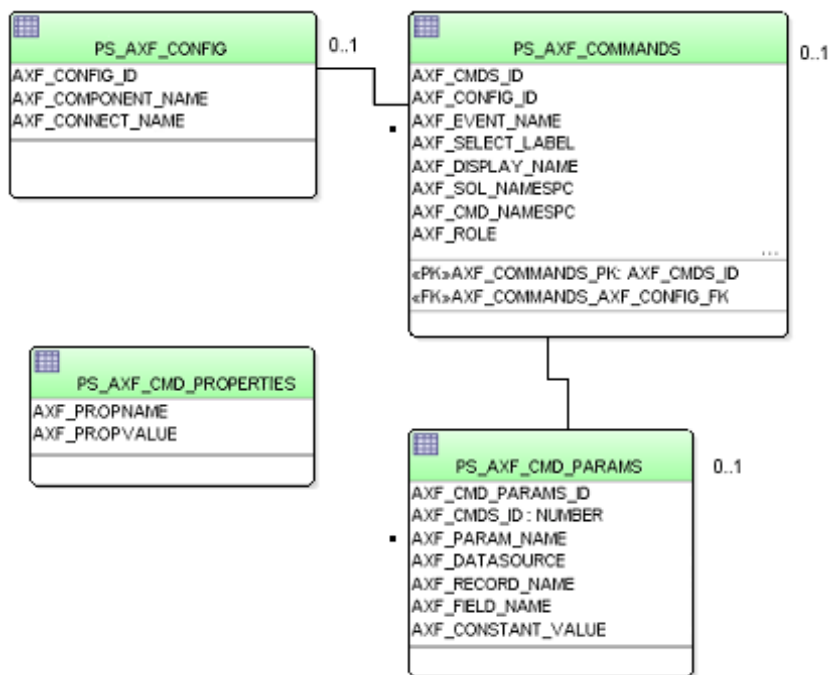 PS_AXF_CONFIG
AXF_CONFIG_ID
AXF_COMPONENT_NAME
AXF_CONNECT_NAME
0..1
PS_AXF_COMMANDS
AXF_CMDS_ID
AXF_CONFIG_ID
AXF_EVENT_NAME
AXF_SELECT_LABEL
AXF_DISPLAY_NAME
AXF_SOL_NAMESPC
AXF_CMD_NAMESPC
AXF_ROLE
...
«PK»AXF_COMMANDS_PK: AXF_CMDS_ID
«FK»AXF_COMMANDS_AXF_CONFIG_FK
0..1
PS_AXF_CMD_PROPERTIES
AXF_PROPNAME
AXF_PROPVALUE
PS_AXF_CMD_PARAMS
AXF_CMD_PARAMS_ID
AXF_CMDS_ID : NUMBER
AXF_PARAM_NAME
AXF_DATASOURCE
AXF_RECORD_NAME
AXF_FIELD_NAME
AXF_CONSTANT_VALUE
0..1